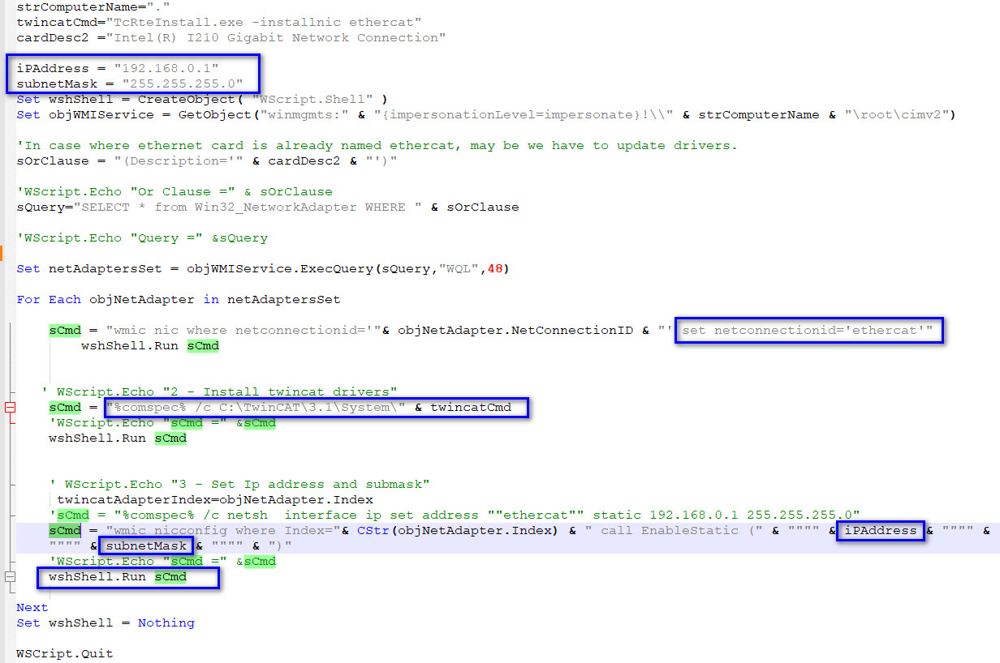 strComputerName="."
twincatCmd="TcRteInstall.exe -installnic ethercat"
cardDesc2 ="Intel(R) I210 Gigabit Network Connection"
iPAddress = "192.168.0.1"
subnetMask = "255.255.255.0"
Set wshShell = CreateObject( "WScript.Shell" )
Set objWMIService = GetObject("winmgmts:" & "{impersonationLevel=impersonate}!\\" & strComputerName & "\root\cimv2")
'In case where ethernet card is already named ethercat, may be we have to update drivers.
sOrClause = "(Description='" & cardDesc2 & "')"
'WScript.Echo "Or Clause =" & sOrClause
sQuery="SELECT * from Win32_NetworkAdapter WHERE " & sOrClause
'WScript.Echo "Query =" &sQuery
Set netAdaptersSet = objWMIService.ExecQuery(sQuery,"WQL",48)
For Each objNetAdapter in netAdaptersSet
sCmd = "wmic nic where netconnectionid='"& objNetAdapter.NetConnectionID & "' set netconnectionid='ethercat'"
wshShell.Run sCmd
' WScript.Echo "2 - Install twincat drivers"
sCmd = "%comspec% /c C:\TwinCAT\3.1\System\" & twincatCmd
'WScript.Echo "sCmd =" &sCmd
wshShell.Run sCmd
' WScript.Echo "3 - Set Ip address and submask"
twincatAdapterIndex=objNetAdapter.Index
'sCmd = "%comspec% /c netsh  interface ip set address ""ethercat"" static 192.168.0.1 255.255.255.0"
sCmd = "wmic nicconfig where Index="& CStr(objNetAdapter.Index) & " call EnableStatic (" & """" & iPAddress & """" &
"""" & subnetMask & """" & ")"
'WScript.Echo "sCmd =" &sCmd
wshShell.Run sCmd
Next
Set wshShell = Nothing
WSCript.Quit